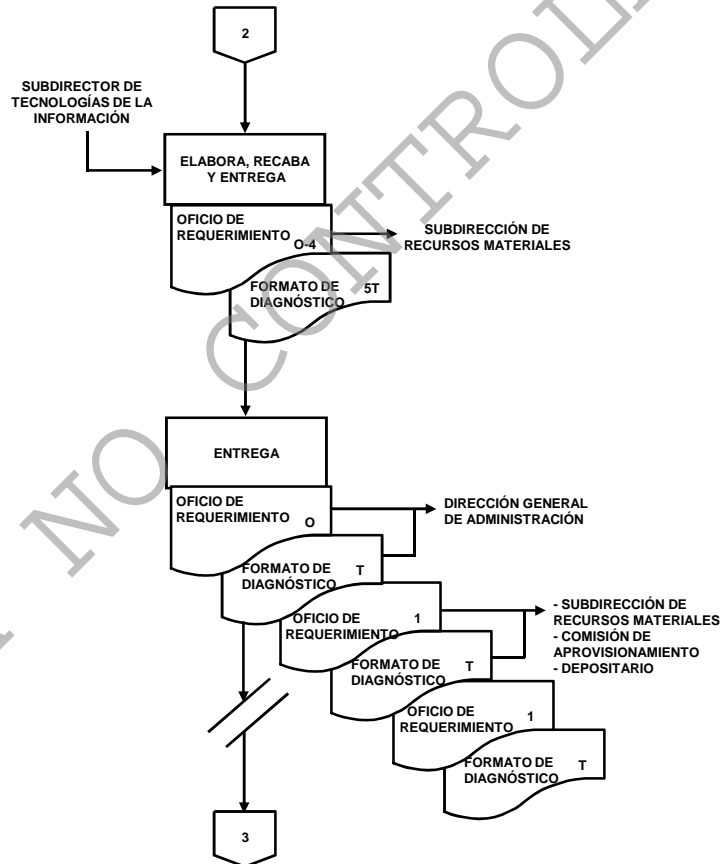 2
SUBDIRECTOR DE
TECNOLOGÍAS DE LA
INFORMACIÓN
ELABORA, RECABA
Y ENTREGA
OFICIO DE
REQUERIMIENTO O-4
SUBDIRECCIÓN DE
RECURSOS MATERIALES
FORMATO DE 5T
DIAGNÓSTICO
ENTREGA
OFICIO DE
REQUERIMIENTO O
DIRECCIÓN GENERAL
DE ADMINISTRACIÓN
FORMATO DE T
DIAGNÓSTICO
OFICIO DE 1
REQUERIMIENTO
- SUBDIRECCIÓN DE
RECURSOS MATERIALES
- COMISIÓN DE
APROVISIONAMIENTO
- DEPOSITARIO
FORMATO DE T
DIAGNÓSTICO
OFICIO DE 1
REQUERIMIENTO
FORMATO DE T
DIAGNÓSTICO
3
NO CONTROL